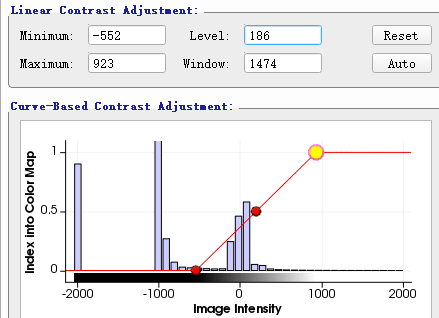 Linear Contrast Adjustment:
Minimum: -552 Level: 186 Reset
Maximum: 923 Window: 1474 Auto
Curve-Based Contrast Adjustment:
1
0.5
0
Index into Color Map
-2000 -1000 0 1000 2000
Image Intensity